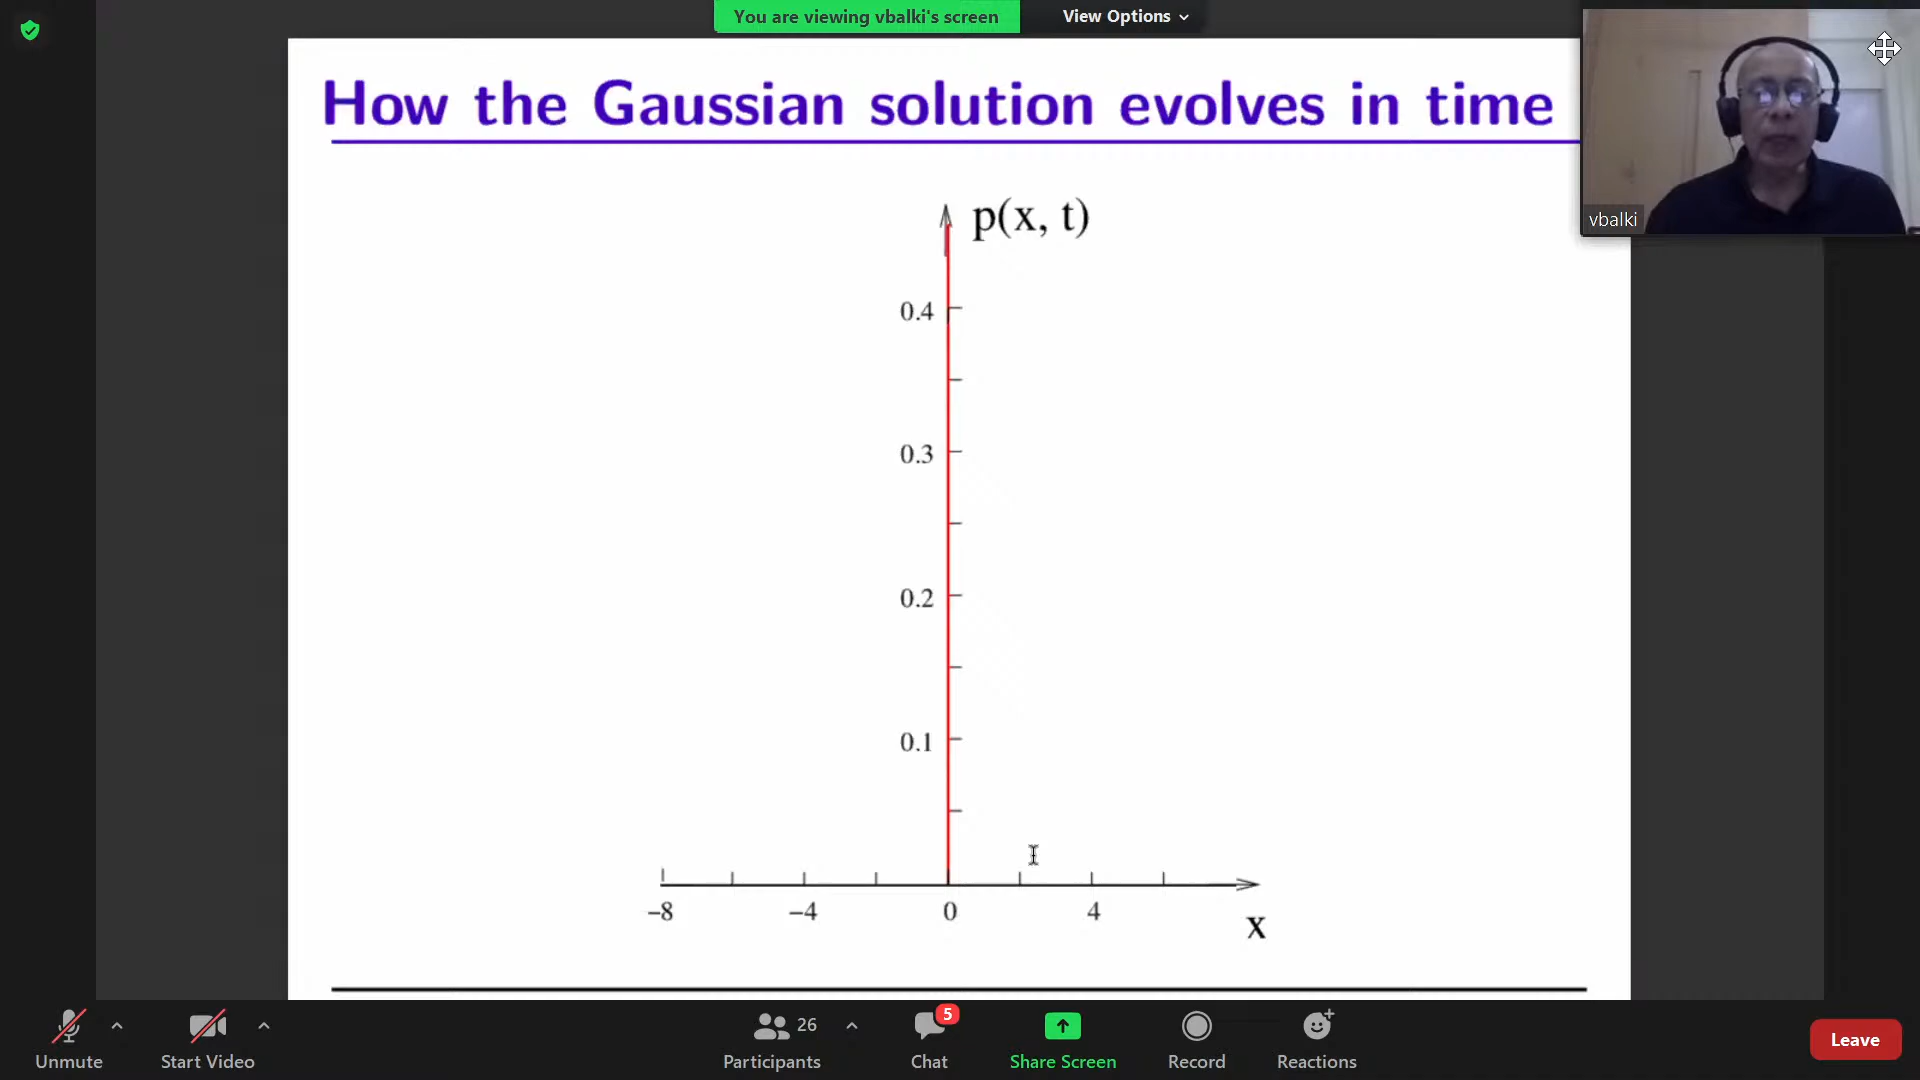 You are viewing vbalki's screen
View Options
How the Gaussian solution evolves in time
vbalki
p(x, t)
0.4
0.3
0.2
0.1
–8
–4
0
4
x
Unmute
Start Video
26
Participants
5
Chat
Share Screen
Record
Reactions
Leave